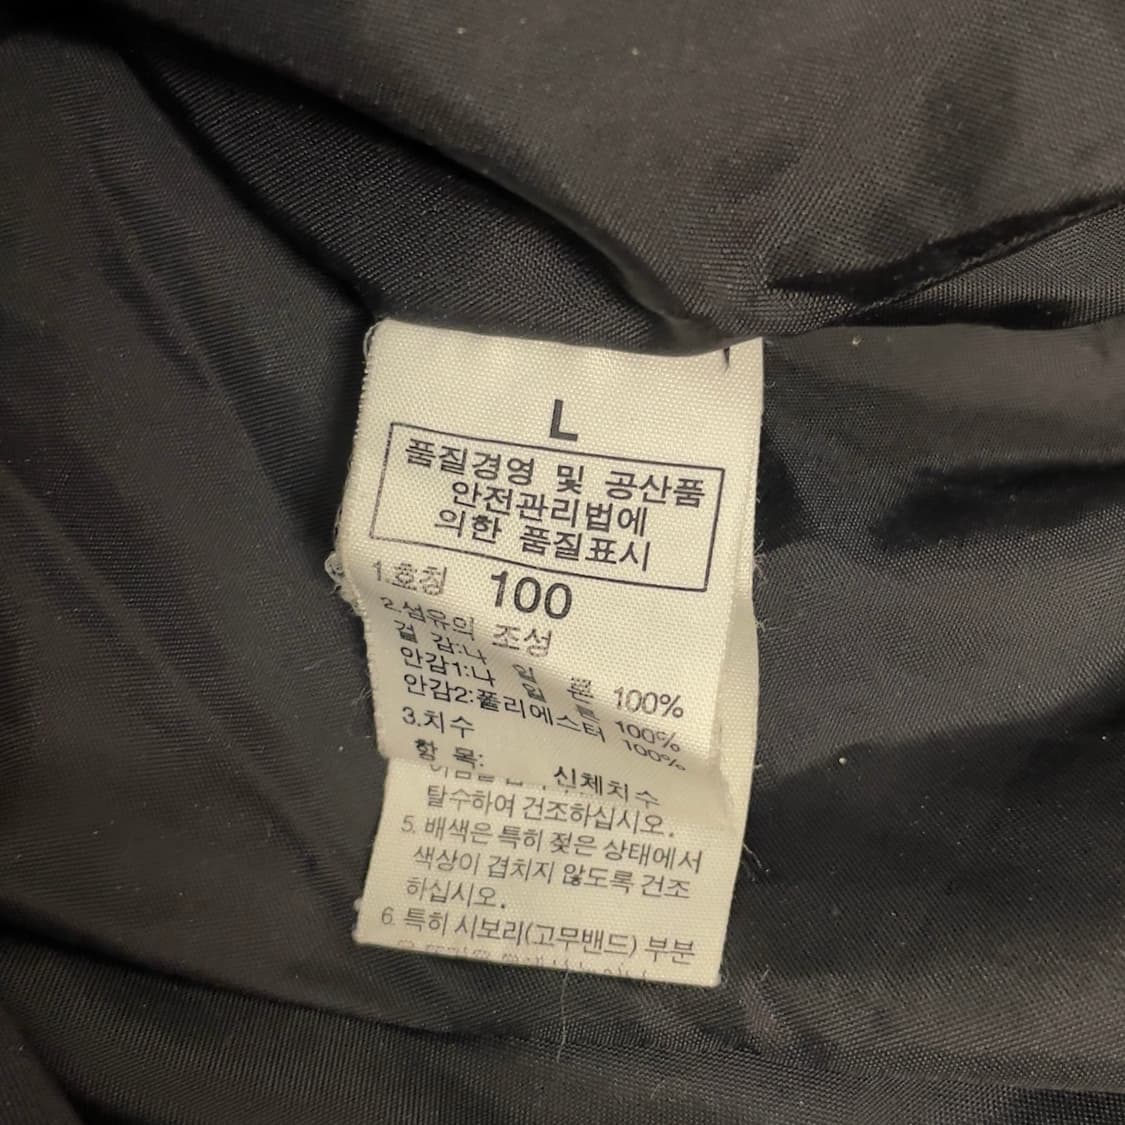 L
품질경영 및 공산품
안전관리법에
의한 품질표시
1.호칭 100
2.섬유의 조성
겉 감:나 일 론 100%
안감1:나 일 론 100%
안감2:폴리에스터 100%
3.치수
항 목: 신체치수
탈수하여 건조하십시오.
5. 배색은 특히 젖은 상태에서
색상이 겹치지 않도록 건조
하십시오.
6. 특히 시보리(고무밴드) 부분